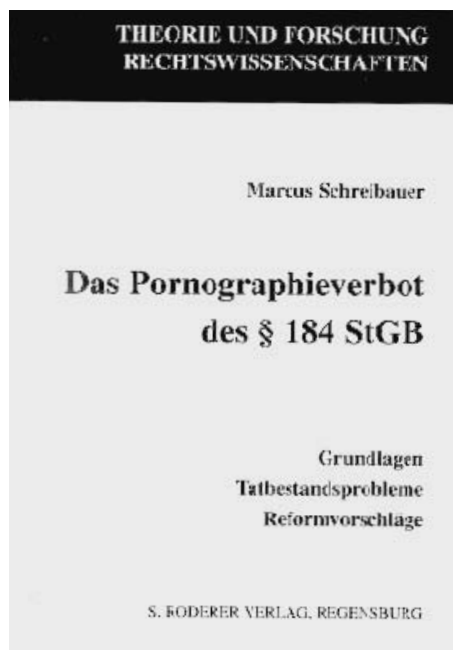 THEORIE UND FORSCHUNG
RECHTSWISSENSCHAFTEN
Marcus Schreibauer
Das Pornographieverbot
des § 184 StGB
Grundlagen
Tatbestandsprobleme
Reformvorschläge
S. RODERER VERLAG, REGENSBURG